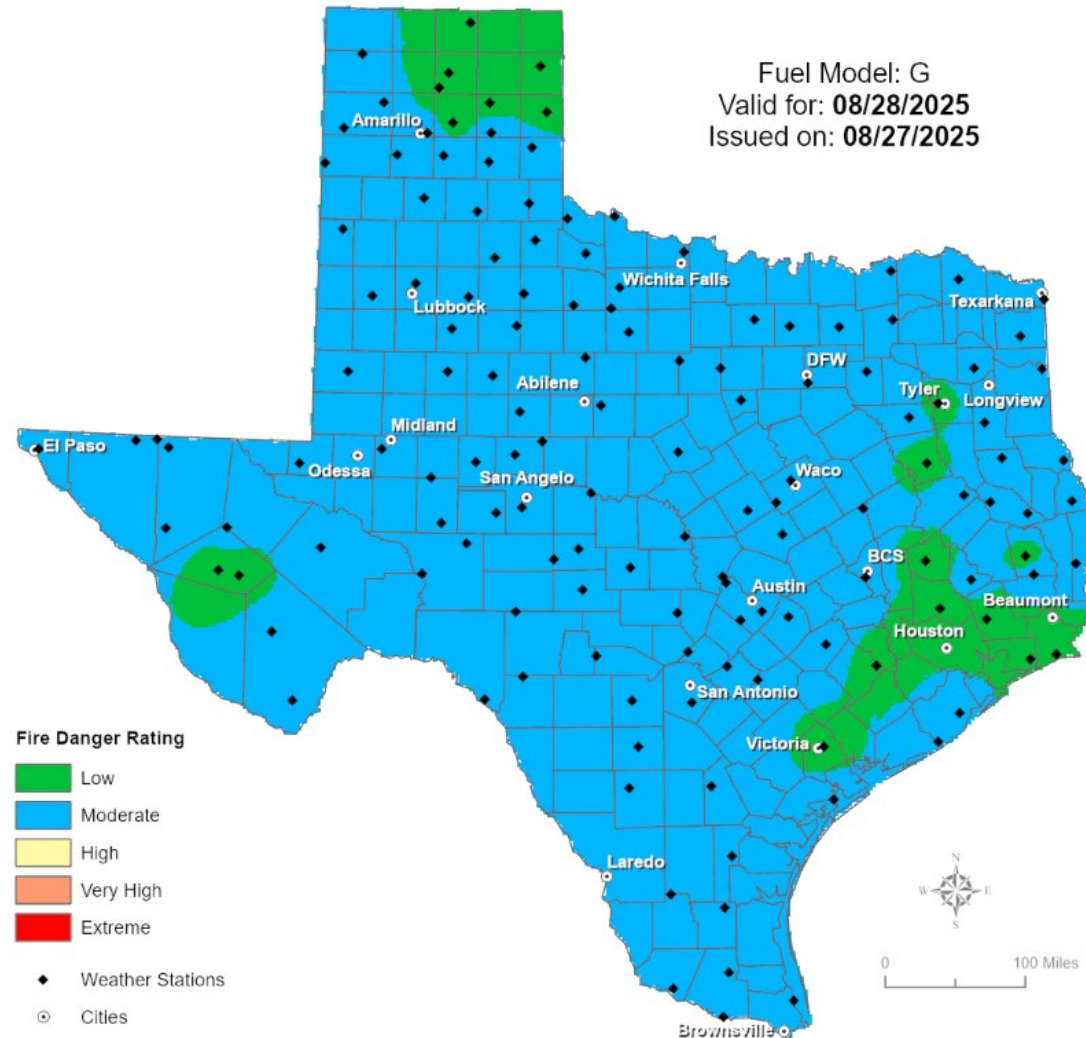 Fuel Model: G
Valid for: 08/28/2025
Issued on: 08/27/2025
Amarillo
Wichita Falls
Lubbock
Texarkana
DFW
Abilene
Tyler
Longview
Midland
El Paso
Odessa
San Angelo
Waco
BCS
Austin
Beaumont
Houston
San Antonio
Victoria
Laredo
Brownsville
Fire Danger Rating
Low
Moderate
High
Very High
Extreme
Weather Stations
Cities
N
W
E
S
0
100 Miles